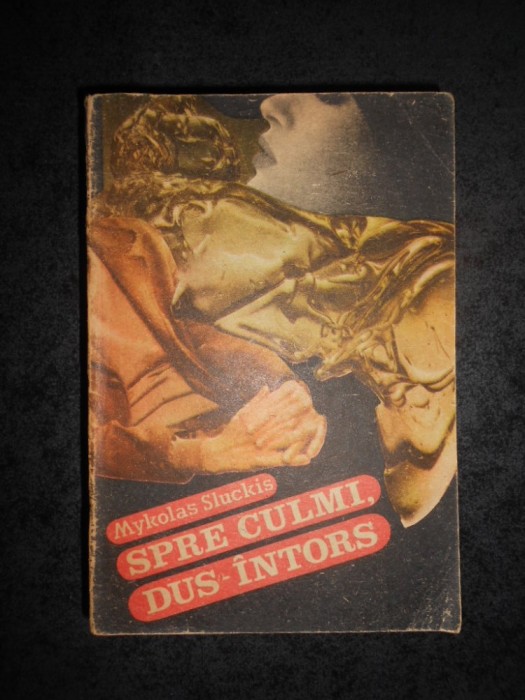 Mykolas Sluckis
SPRE CULMI,
DUS-ÎNTORS